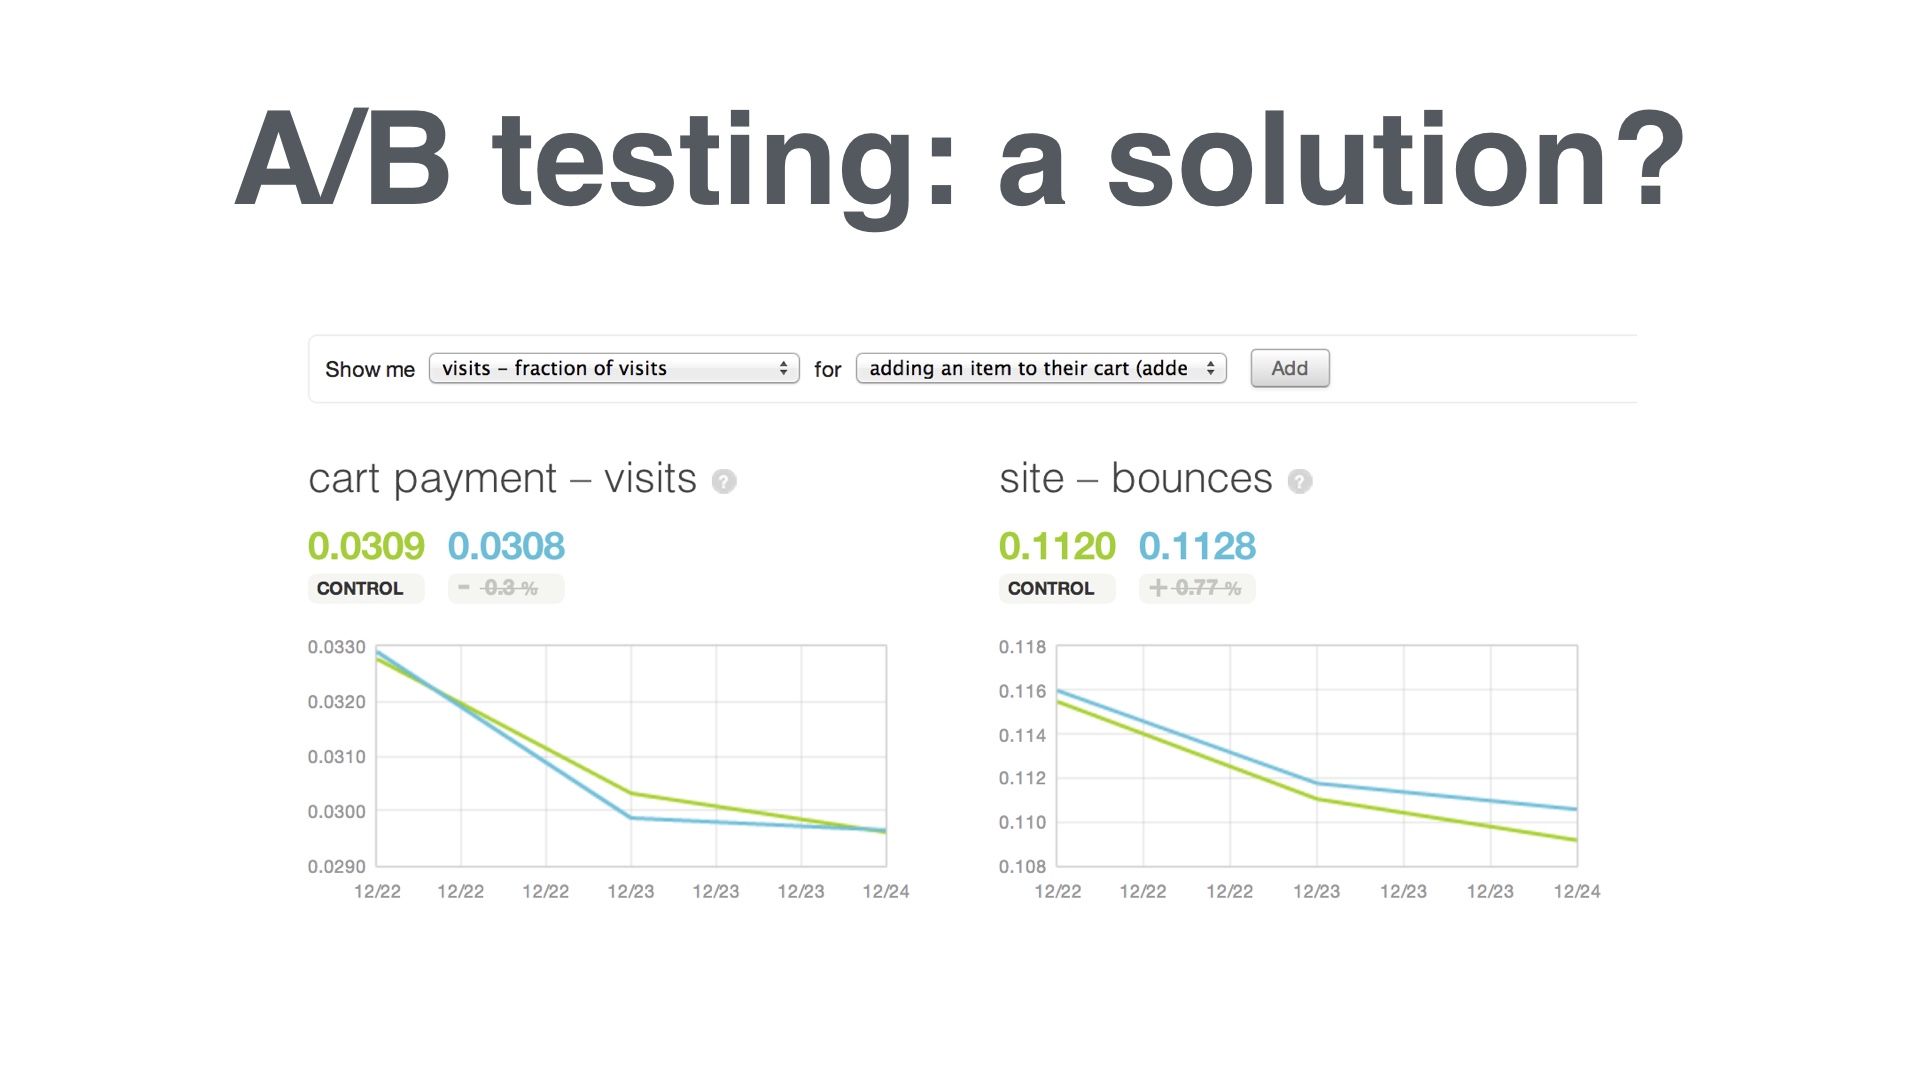 A/B testing: a solution?
Show me visits – fraction of visits for adding an item to their cart (adde Add
cart payment – visits ?
0.0309 0.0308
CONTROL - 0.3 %
0.0330
0.0320
0.0310
0.0300
0.0290
12/22 12/22 12/22 12/23 12/23 12/23 12/24
site – bounces ?
0.1120 0.1128
CONTROL + 0.77 %
0.118
0.116
0.114
0.112
0.110
0.108
12/22 12/22 12/22 12/23 12/23 12/23 12/24